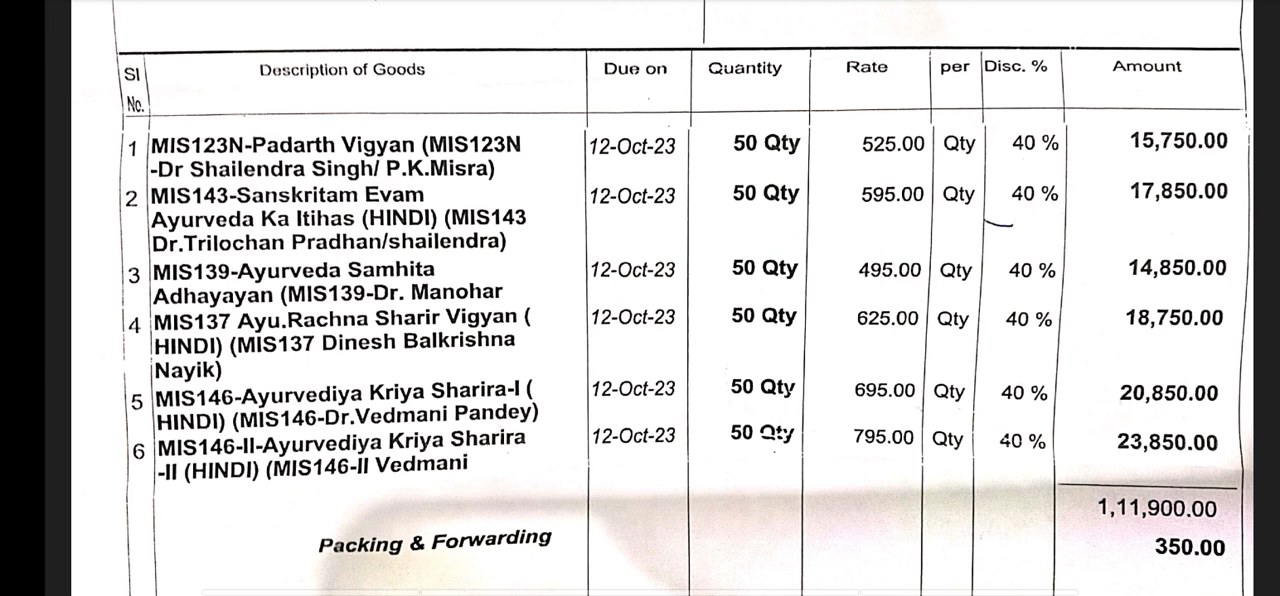 Sl No. Description of Goods Due on Quantity Rate per Disc. % Amount
1 MIS123N-Padarth Vigyan (MIS123N 12-Oct-23 50 Qty 525.00 Qty 40 % 15,750.00
-Dr Shailendra Singh/ P.K.Misra)
2 MIS143-Sanskritam Evam 12-Oct-23 50 Qty 595.00 Qty 40 % 17,850.00
Ayurveda Ka Itihas (HINDI) (MIS143
Dr.Trilochan Pradhan/shailendra)
3 MIS139-Ayurveda Samhita 12-Oct-23 50 Qty 495.00 Qty 40 % 14,850.00
Adhayayan (MIS139-Dr. Manohar
4 MIS137 Ayu.Rachna Sharir Vigyan ( 12-Oct-23 50 Qty 625.00 Qty 40 % 18,750.00
HINDI) (MIS137 Dinesh Balkrishna
Nayik)
5 MIS146-Ayurvediya Kriya Sharira-I ( 12-Oct-23 50 Qty 695.00 Qty 40 % 20,850.00
HINDI) (MIS146-Dr.Vedmani Pandey)
6 MIS146-II-Ayurvediya Kriya Sharira 12-Oct-23 50 Qty 795.00 Qty 40 % 23,850.00
-II (HINDI) (MIS146-II Vedmani
1,11,900.00
Packing & Forwarding 350.00